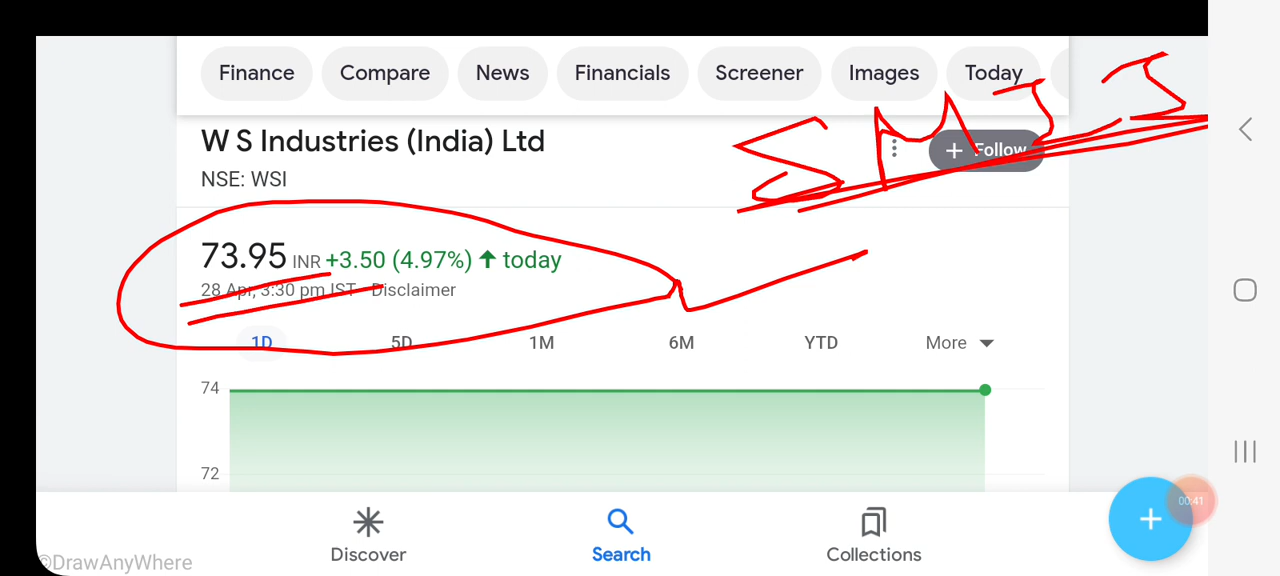 Finance Compare News Financials Screener Images Today
W S Industries (India) Ltd
+ Follow
NSE: WSI
73.95 INR +3.50 (4.97%) ↑ today
28 Apr, 3:30 pm IST · Disclaimer
1D 5D 1M 6M YTD More
74
72
00:41
Discover Search Collections
©DrawAnyWhere